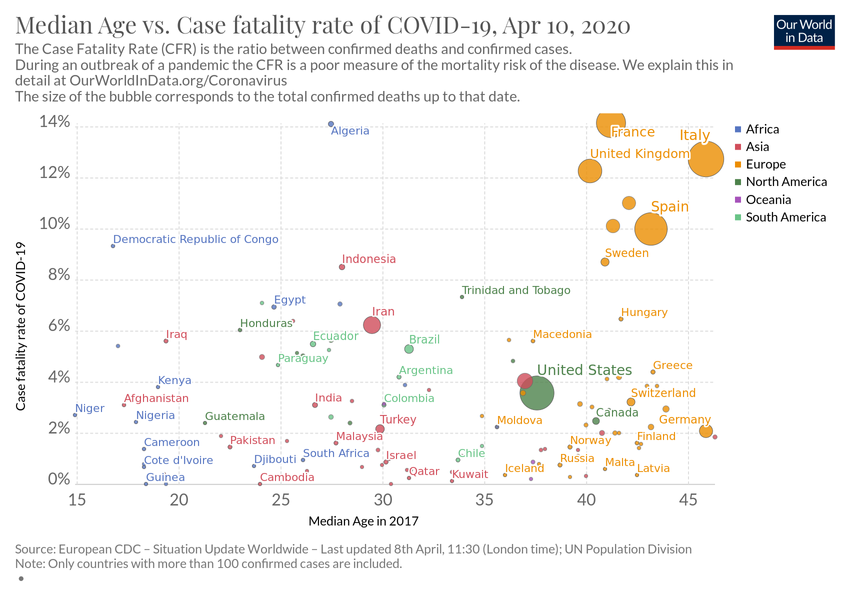 Median Age vs. Case fatality rate of COVID-19, Apr 10, 2020
Our World
in Data
The Case Fatality Rate (CFR) is the ratio between confirmed deaths and confirmed cases.
During an outbreak of a pandemic the CFR is a poor measure of the mortality risk of the disease. We explain this in
detail at OurWorldInData.org/Coronavirus
The size of the bubble corresponds to the total confirmed deaths up to that date.
14%
12%
10%
8%
6%
4%
2%
0%
Case fatality rate of COVID-19
Algeria
France
Italy
United Kingdom
Spain
Democratic Republic of Congo
Sweden
Indonesia
Trinidad and Tobago
Egypt
Iran
Hungary
Honduras
Iraq
Ecuador
Brazil
Macedonia
Paraguay
Argentina
United States
Greece
Kenya
Afghanistan
India
Colombia
Switzerland
Niger
Nigeria
Guatemala
Turkey
Moldova
Canada
Germany
Cameroon
Pakistan
Malaysia
Norway
Finland
Cote d'Ivoire
Djibouti
South Africa
Israel
Chile
Russia
Malta
Latvia
Guinea
Cambodia
Qatar
Kuwait
Iceland
15
20
25
30
35
40
45
Median Age in 2017
Africa
Asia
Europe
North America
Oceania
South America
Source: European CDC – Situation Update Worldwide – Last updated 8th April, 11:30 (London time); UN Population Division
Note: Only countries with more than 100 confirmed cases are included.